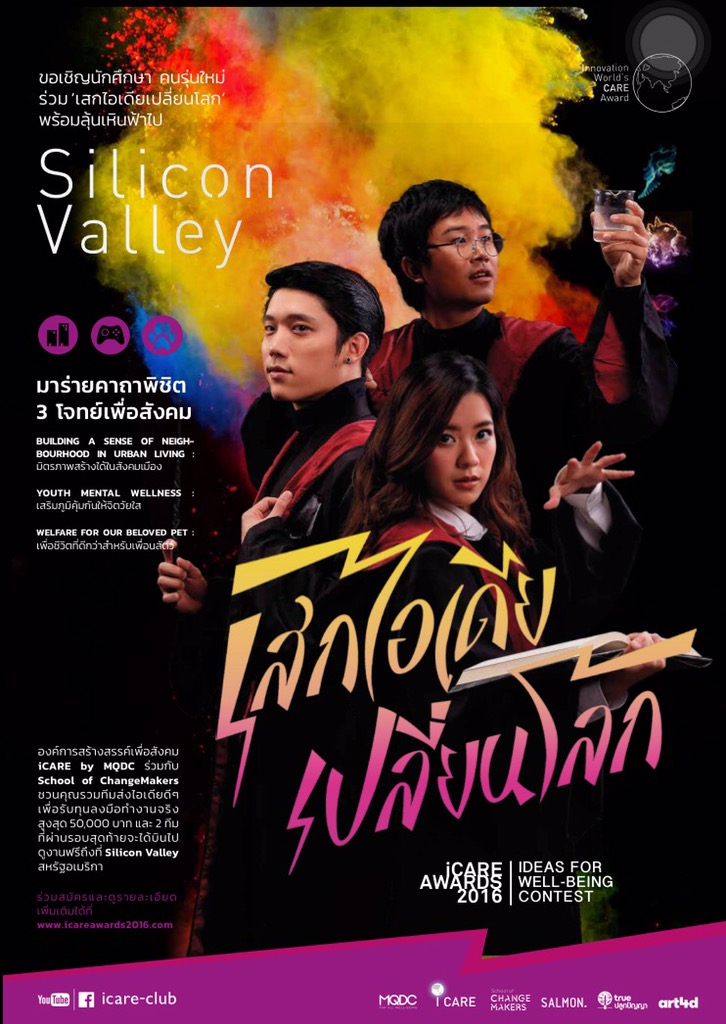 ขอเชิญนักศึกษา คนรุ่นใหม่
ร่วม 'เสกไอเดียเปลี่ยนโลก'
พร้อมลุ้นเหินฟ้าไป
Silicon
Valley
Innovation
World's
CARE
Award
มาร่ายคาถาพิชิต
3 โจทย์เพื่อสังคม
BUILDING A SENSE OF NEIGH-
BOURHOOD IN URBAN LIVING :
มิตรภาพสร้างได้ในสังคมเมือง
YOUTH MENTAL WELLNESS :
เสริมภูมิคุ้มกันให้จิตวัยใส
WELFARE FOR OUR BELOVED PET :
เพื่อชีวิตที่ดีกว่าสำหรับเพื่อนสัตว์
เสกไอเดีย
เปลี่ยนโลก
องค์การสร้างสรรค์เพื่อสังคม
iCARE by MQDC ร่วมกับ
School of ChangeMakers
ชวนคุณรวมทีมส่งไอเดียดีๆ
เพื่อรับทุนลงมือทำงานจริง
สูงสุด 50,000 บาท และ 2 ทีม
ที่ผ่านรอบสุดท้ายจะได้บินไป
ดูงานฟรีถึงที่ Silicon Valley
สหรัฐอเมริกา
ร่วมสมัครและดูรายละเอียด
เพิ่มเติมได้ที่
www.icareawards2016.com
iCARE
AWARDS
2016
IDEAS FOR
WELL-BEING
CONTEST
YouTube f icare-club
MQDC
iCARE
School of
CHANGE
MAKERS
SALMON.
true
ปลูกปัญญา
art4d